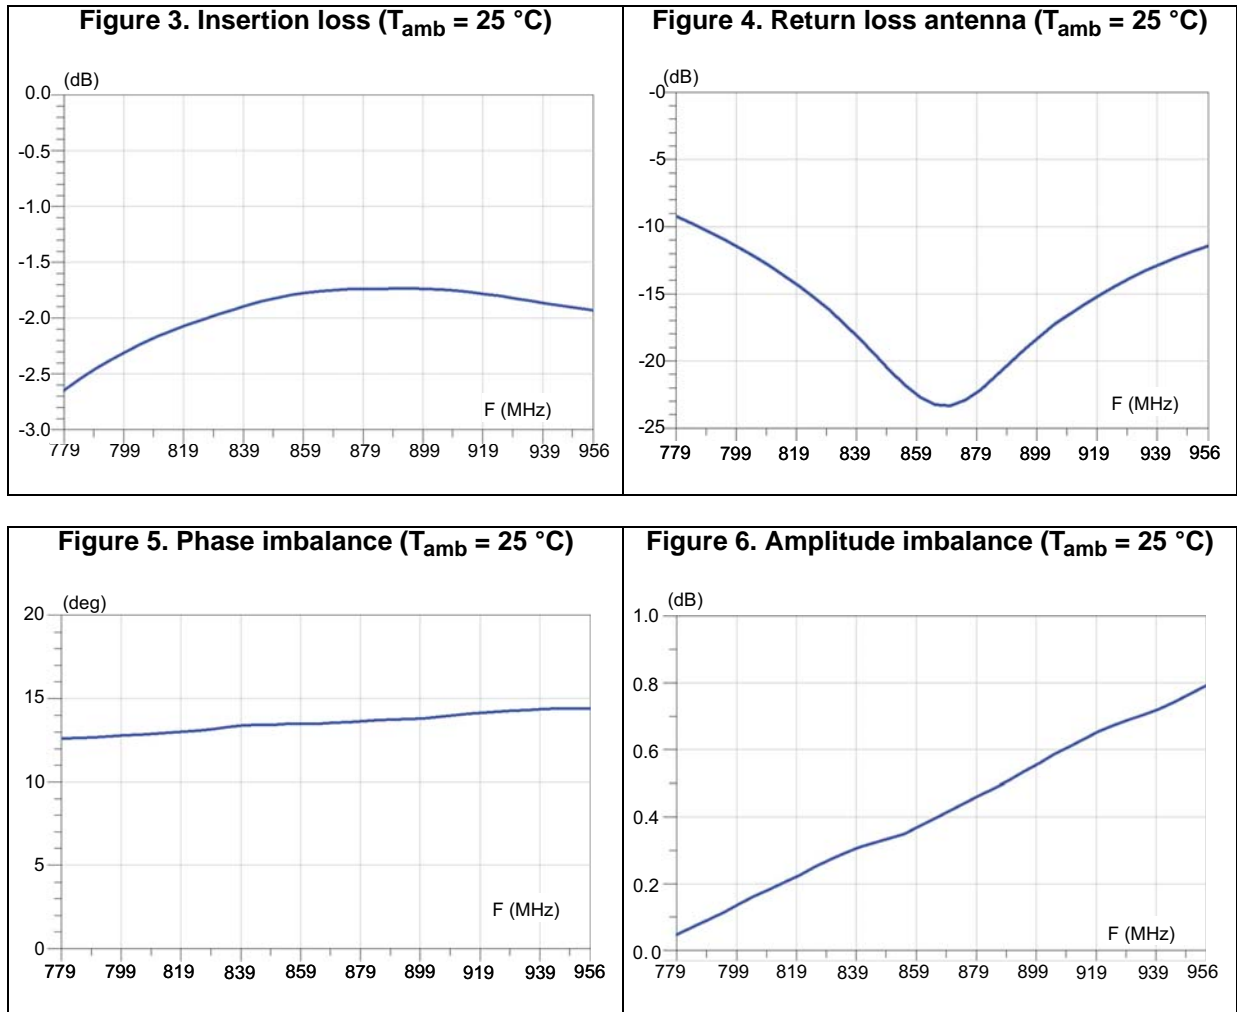 Figure 3. Insertion loss (Tamb = 25 °C)
(dB)
0.0
-0.5
-1.0
-1.5
-2.0
-2.5
-3.0
F (MHz)
779 799 819 839 859 879 899 919 939 956
Figure 4. Return loss antenna (Tamb = 25 °C)
(dB)
-0
-5
-10
-15
-20
-25
F (MHz)
779 799 819 839 859 879 899 919 939 956
Figure 5. Phase imbalance (Tamb = 25 °C)
(deg)
20
15
10
5
0
F (MHz)
779 799 819 839 859 879 899 919 939 956
Figure 6. Amplitude imbalance (Tamb = 25 °C)
(dB)
1.0
0.8
0.6
0.4
0.2
0.0
F (MHz)
779 799 819 839 859 879 899 919 939 956